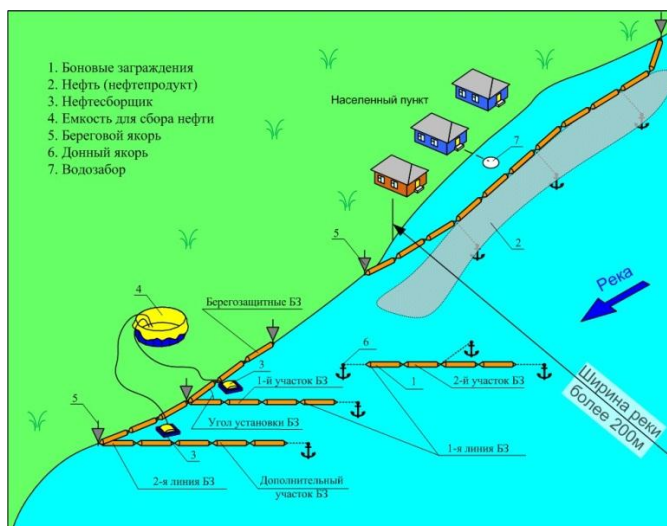 1. Боновые заграждения
2. Нефть (нефтепродукт)
3. Нефтесборщик
4. Емкость для сбора нефти
5. Береговой якорь
6. Донный якорь
7. Водозабор
Населенный пункт
7
5
2
Река
4
Берегозащитные БЗ
6
3
1-й участок БЗ
1
2-й участок БЗ
Ширина реки
более 200м
5
Угол установки БЗ
1-я линия БЗ
3
2-я линия БЗ
Дополнительный
участок БЗ